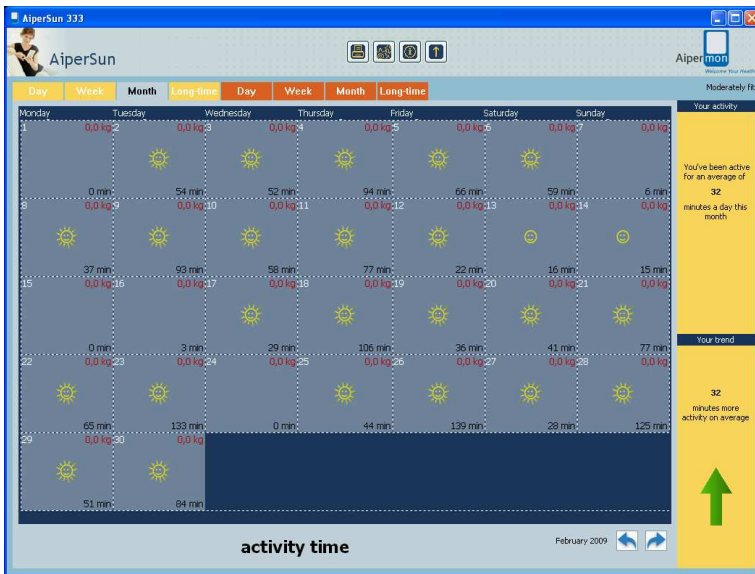 AiperSun 333
AiperSun
Aipermon
Welcome Your Health
Day Week Month Long-time Day Week Month Long-time
Moderately fit
Monday Tuesday Wednesday Thursday Friday Saturday Sunday
Your activity
1 0,0 kg 2 0,0 kg 3 0,0 kg 4 0,0 kg 5 0,0 kg 6 0,0 kg 7 0,0 kg
You've been active
for an average of
32
minutes a day this
month
0 min 54 min 52 min 94 min 66 min 59 min 6 min
8 0,0 kg 9 0,0 kg 10 0,0 kg 11 0,0 kg 12 0,0 kg 13 0,0 kg 14 0,0 kg
37 min 93 min 58 min 77 min 22 min 16 min 15 min
15 0,0 kg 16 0,0 kg 17 0,0 kg 18 0,0 kg 19 0,0 kg 20 0,0 kg 21 0,0 kg
0 min 3 min 29 min 106 min 36 min 41 min 77 min
Your trend
22 0,0 kg 23 0,0 kg 24 0,0 kg 25 0,0 kg 26 0,0 kg 27 0,0 kg 28 0,0 kg
32
minutes more
activity on average
65 min 133 min 0 min 44 min 139 min 28 min 125 min
29 0,0 kg 30 0,0 kg
51 min 84 min
activity time
February 2009